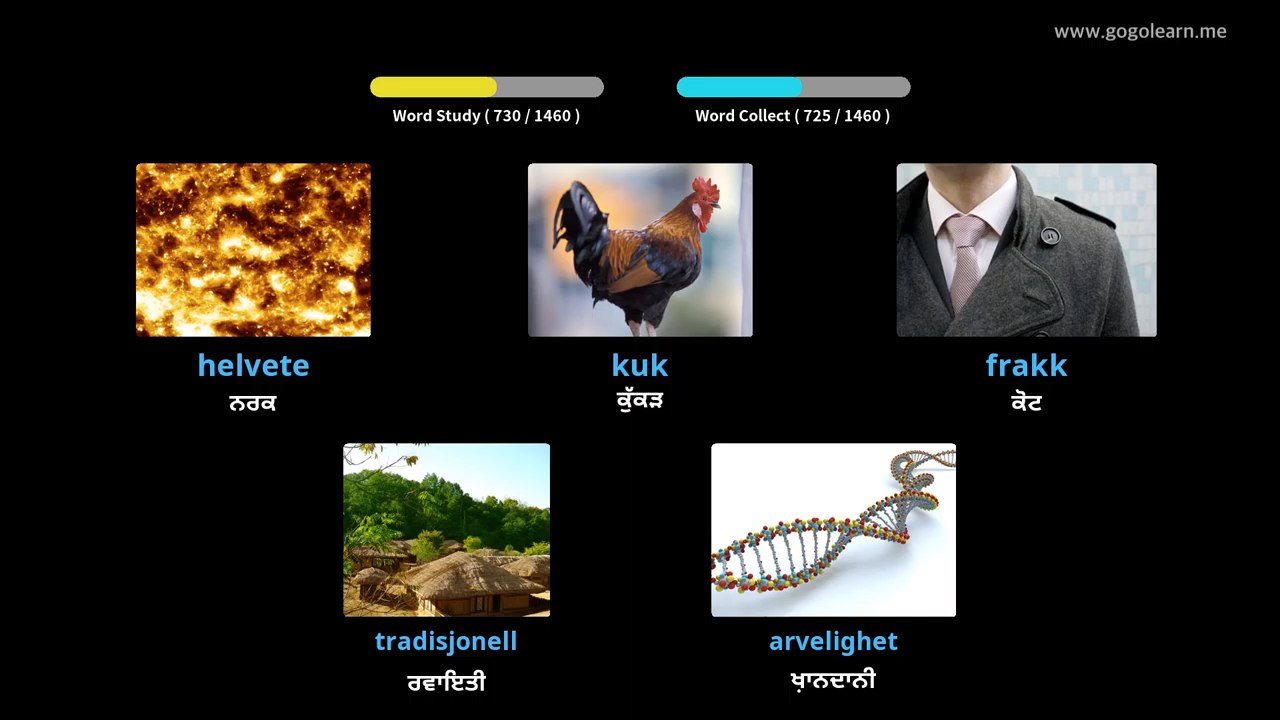 www.gogolearn.me
Word Study ( 730 / 1460 )
Word Collect ( 725 / 1460 )
helvete
ਨਰਕ
kuk
ਕੁੱਕੜ
frakk
ਕੋਟ
tradisjonell
ਰਵਾਇਤੀ
arvelighet
ਖ਼ਾਨਦਾਨੀ